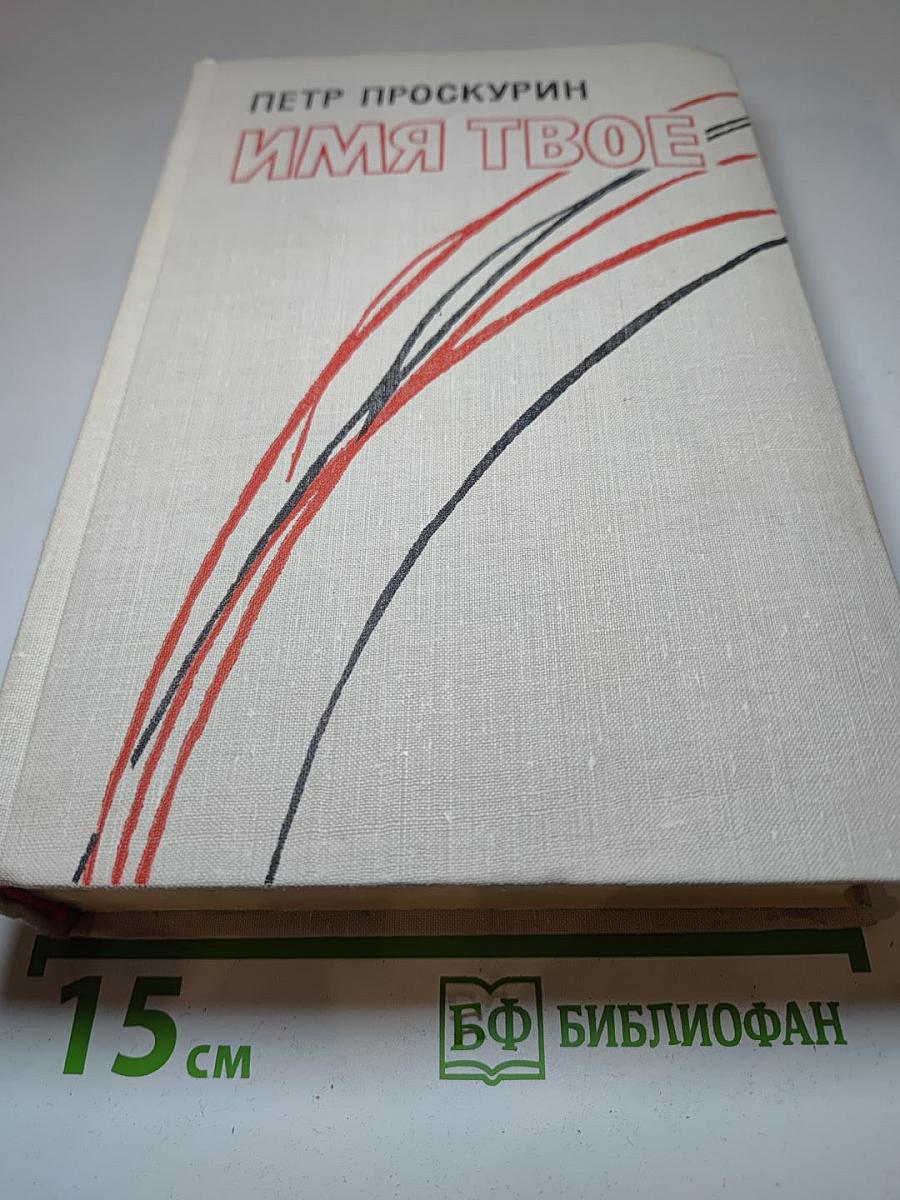 ПЕТР ПРОСКУРИН
ИМЯ ТВОЕ
15 см
БФ БИБЛИОФАН